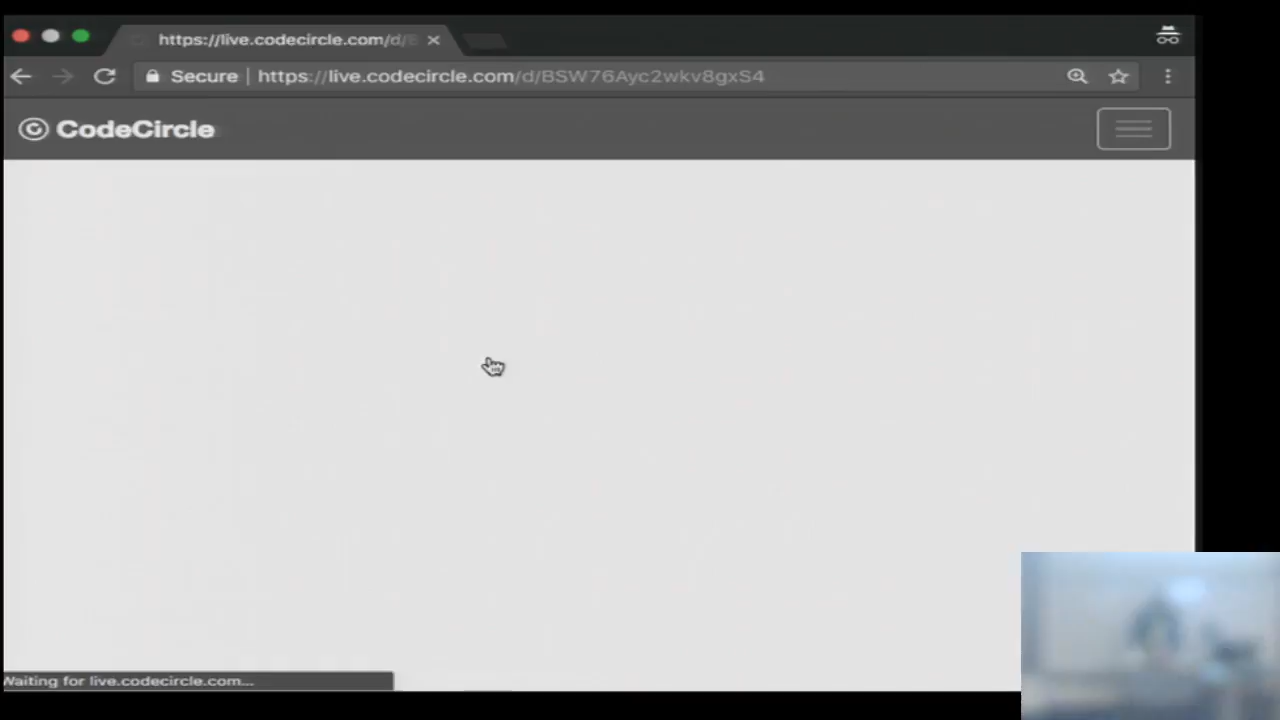 https://live.codecircle.com/d/
Secure | https://live.codecircle.com/d/BSW76Ayc2wkv8gxS4
CodeCircle
Waiting for live.codecircle.com...